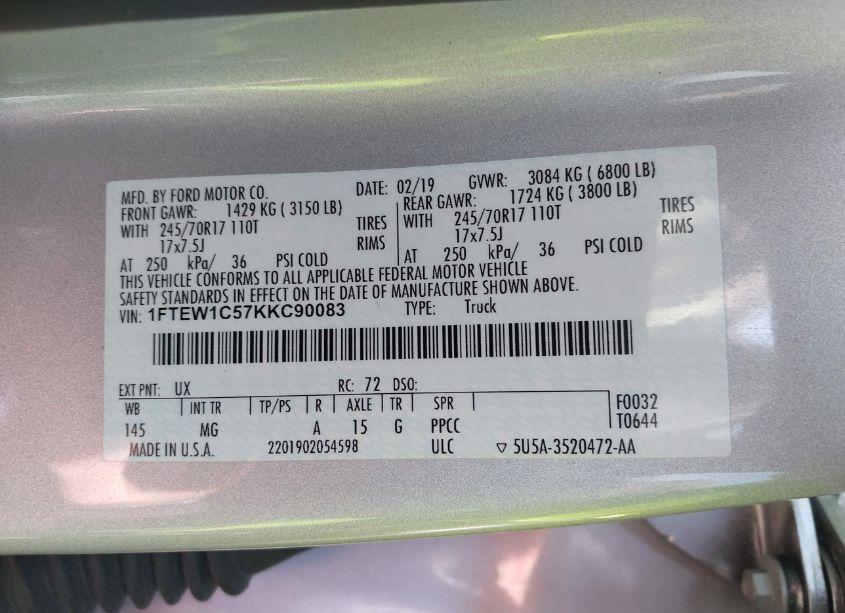 MFD. BY FORD MOTOR CO. DATE: 02/19 GVWR: 3084 KG ( 6800 LB)
FRONT GAWR: 1429 KG ( 3150 LB) REAR GAWR: 1724 KG ( 3800 LB)
WITH 245/70R17 110T TIRES WITH 245/70R17 110T TIRES
17x7.5J RIMS 17x7.5J RIMS
AT 250 kPa/ 36 PSI COLD AT 250 kPa/ 36 PSI COLD
THIS VEHICLE CONFORMS TO ALL APPLICABLE FEDERAL MOTOR VEHICLE
SAFETY STANDARDS IN EFFECT ON THE DATE OF MANUFACTURE SHOWN ABOVE.
VIN: 1FTEW1C57KKC90083 TYPE: Truck
EXT PNT: UX RC: 72 DSO:
WB INT TR TP/PS R AXLE TR SPR F0032
145 MG A 15 G PPCC T0644
MADE IN U.S.A. 2201902054598 ULC ▽ 5U5A-3520472-AA